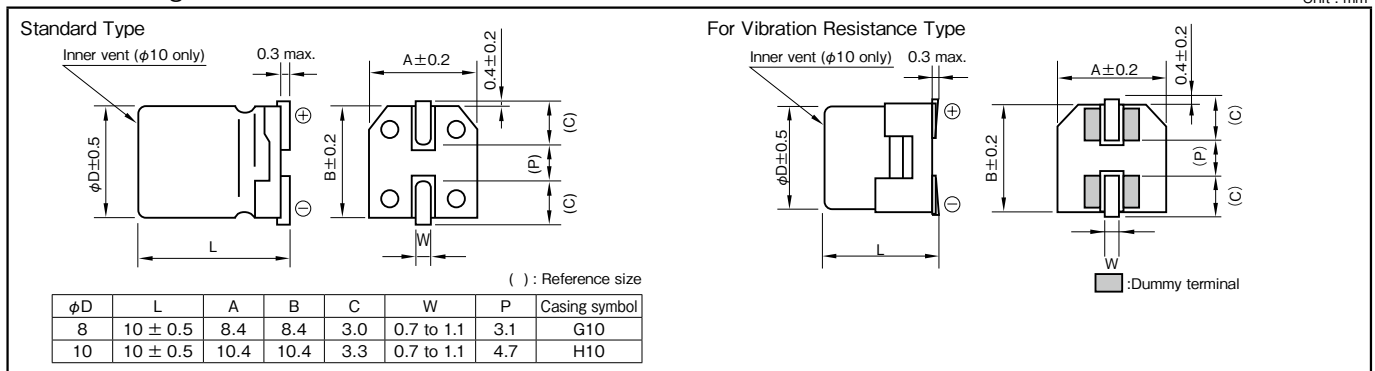 Unit : mm
Standard Type
Inner vent (φ10 only)
0.3 max.
A±0.2
0.4±0.2
φD±0.5
B±0.2
(C)
(P)
(C)
L
W
⊕
⊖
( ) : Reference size
φD L A B C W P Casing symbol
8 10 ± 0.5 8.4 8.4 3.0 0.7 to 1.1 3.1 G10
10 10 ± 0.5 10.4 10.4 3.3 0.7 to 1.1 4.7 H10
For Vibration Resistance Type
Inner vent (φ10 only)
0.3 max.
A±0.2
0.4±0.2
φD±0.5
B±0.2
(C)
(P)
(C)
L
W
⊕
⊖
:Dummy terminal